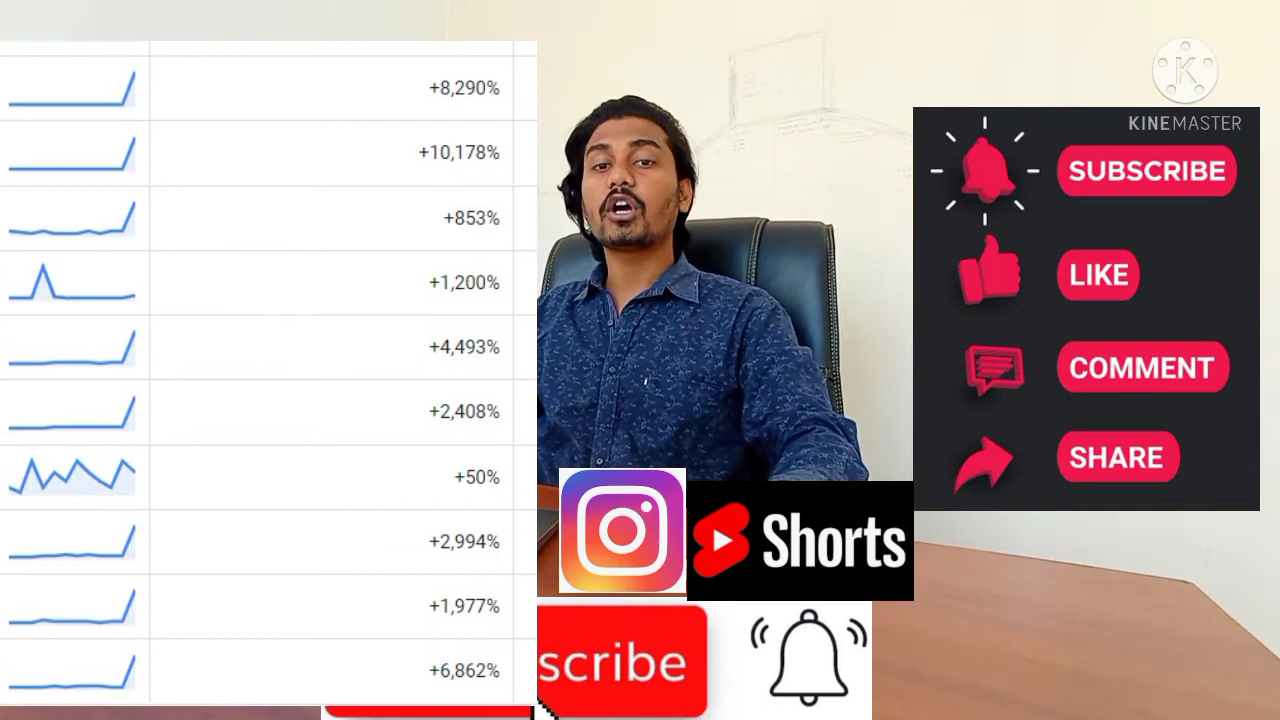 +8,290%
+10,178%
+853%
+1,200%
+4,493%
+2,408%
+50%
+2,994%
+1,977%
+6,862%
K
KINEMASTER
SUBSCRIBE
LIKE
COMMENT
SHARE
Shorts
scribe